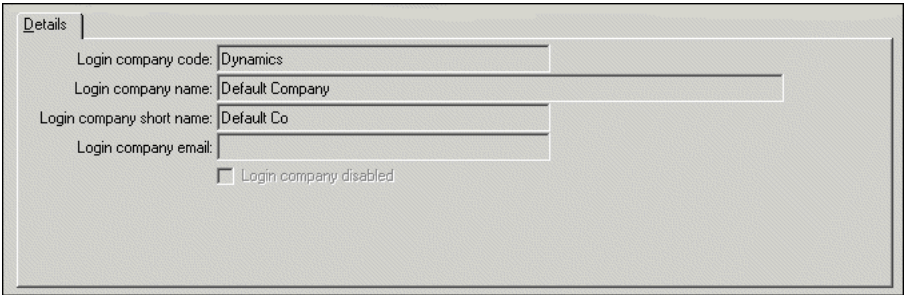 Details
Login company code: Dynamics
Login company name: Default Company
Login company short name: Default Co
Login company email:
Login company disabled